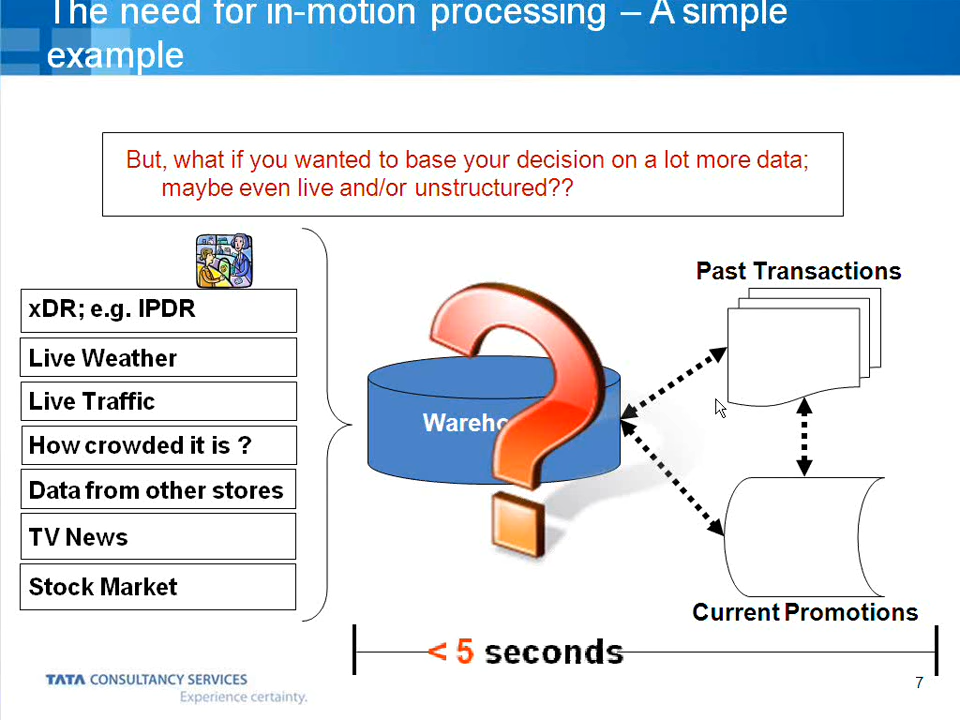 The need for in-motion processing – A simple
example
But, what if you wanted to base your decision on a lot more data;
maybe even live and/or unstructured??
xDR; e.g. IPDR
Live Weather
Live Traffic
How crowded it is ?
Data from other stores
TV News
Stock Market
Wareho
Past Transactions
Current Promotions
< 5 seconds
TATA CONSULTANCY SERVICES
Experience certainty.
7